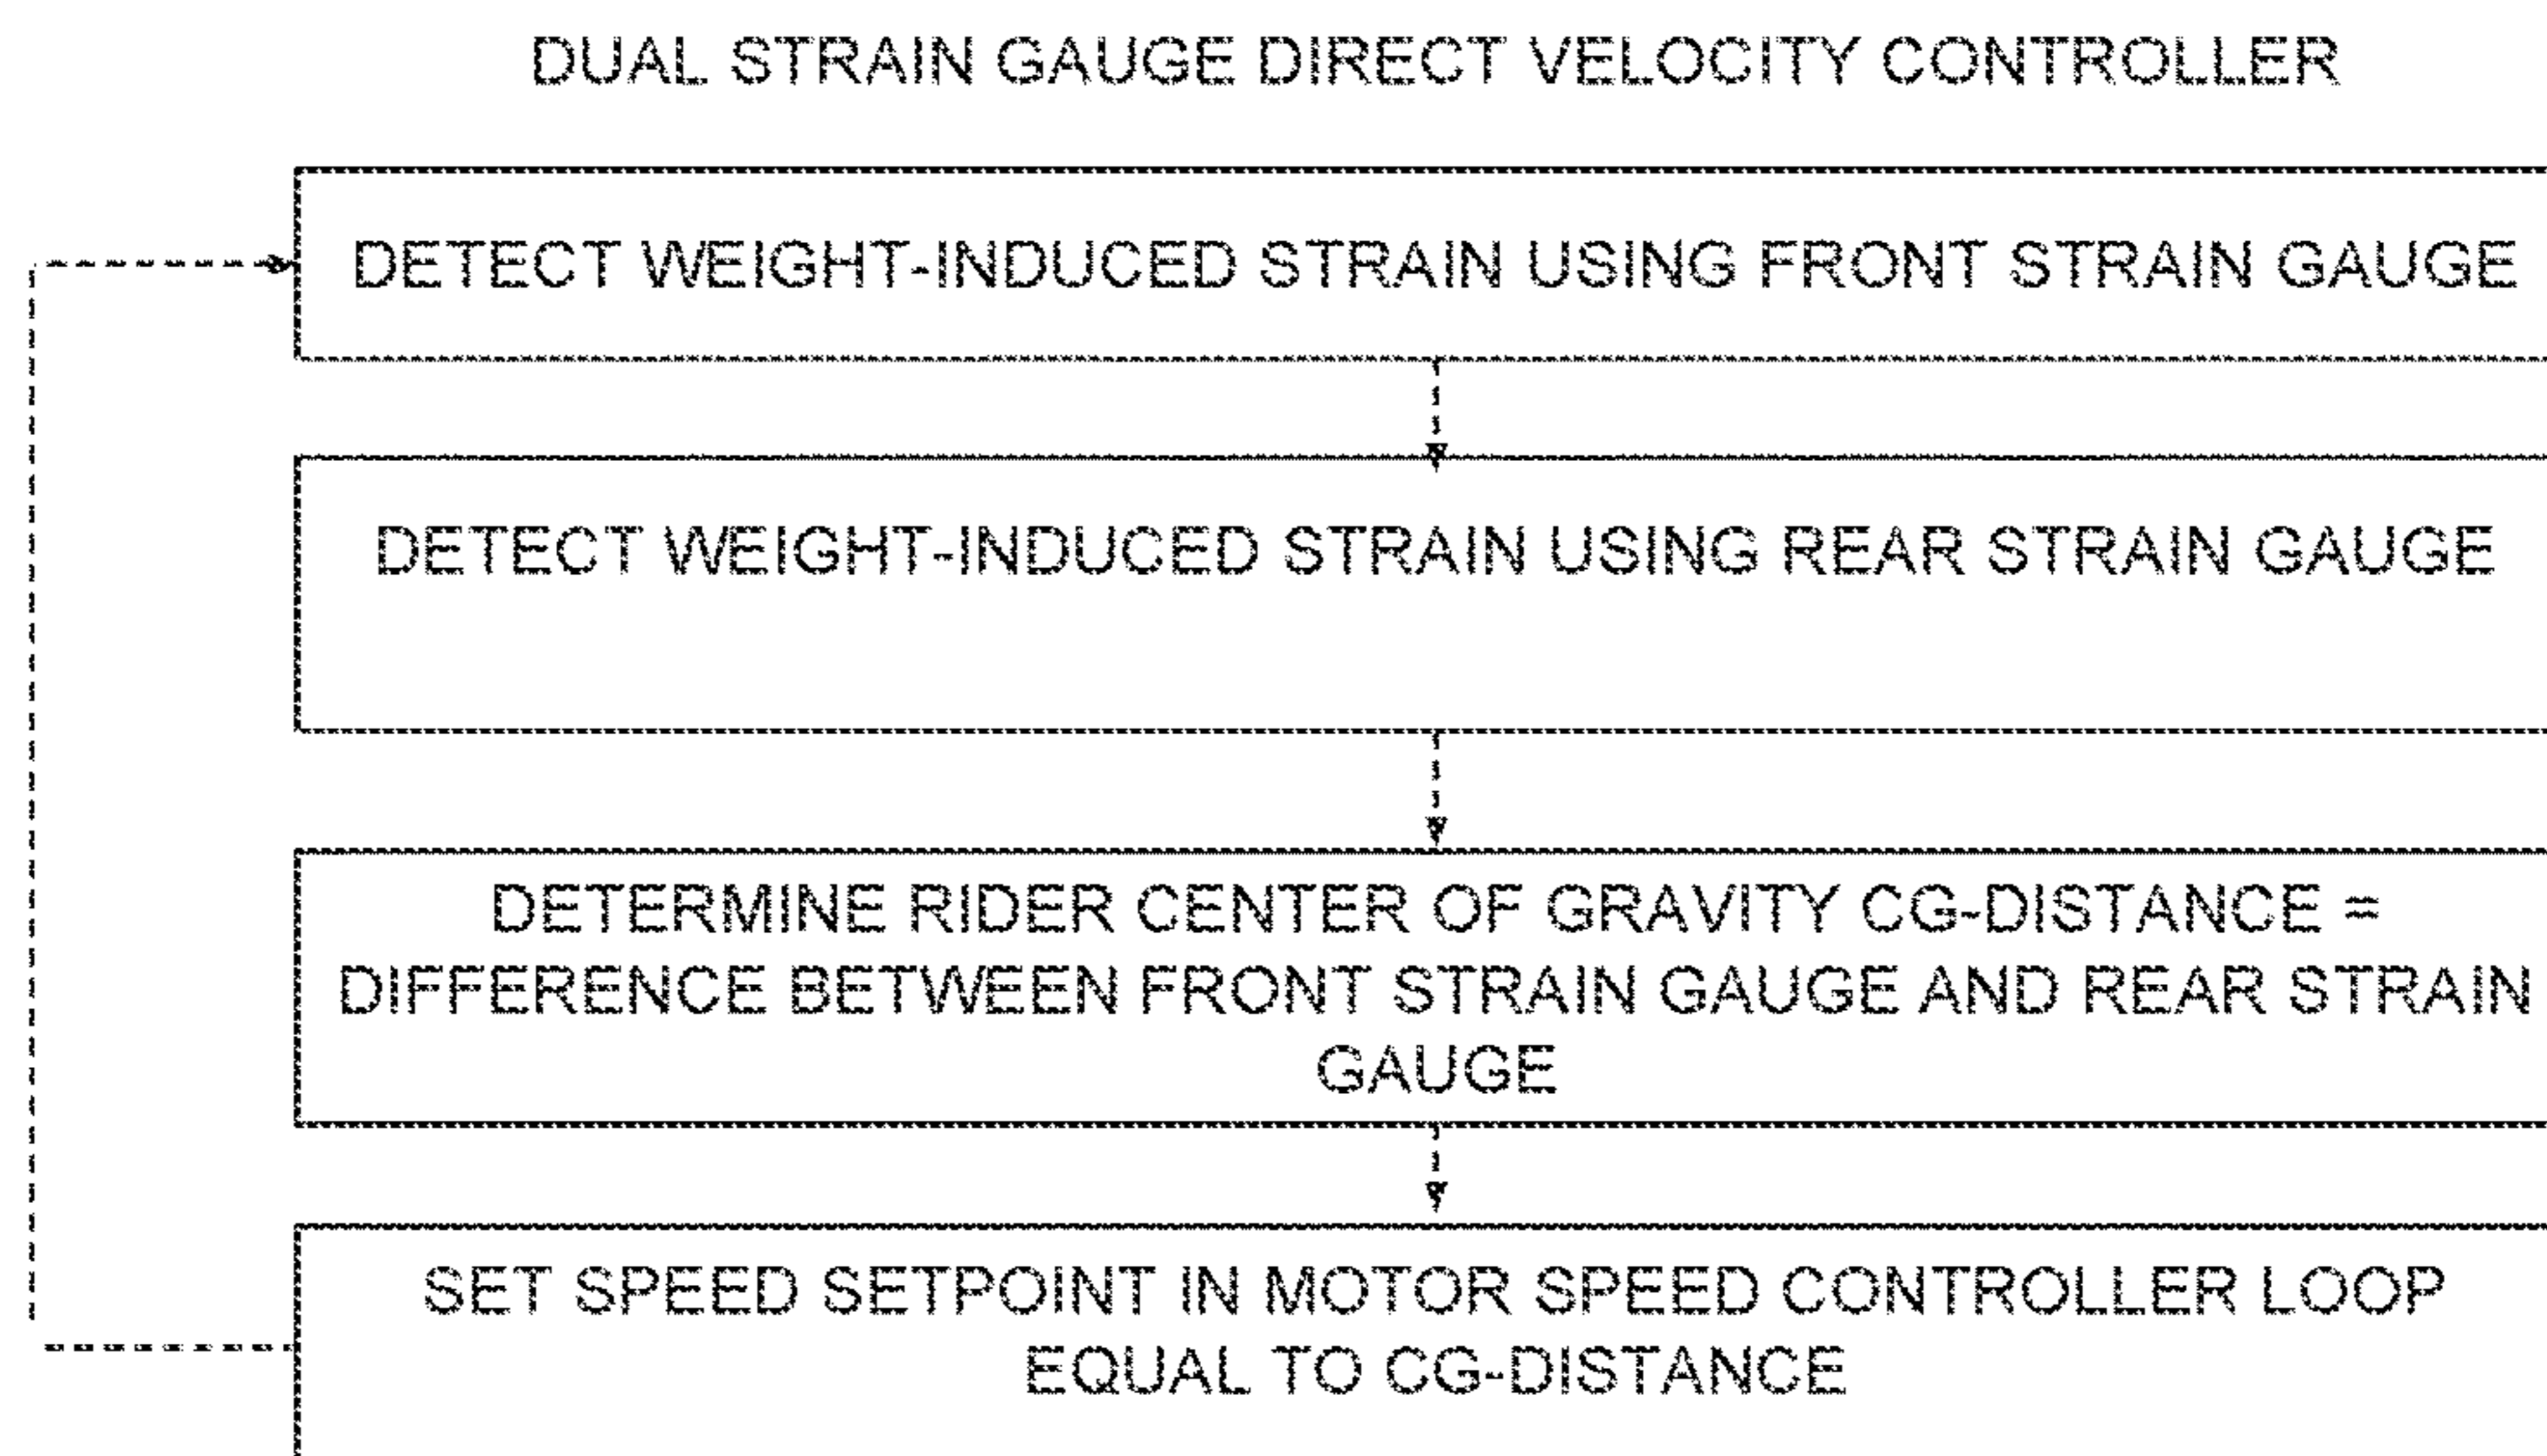 DUAL STRAIN GAUGE DIRECT VELOCITY CONTROLLER
DETECT WEIGHT-INDUCED STRAIN USING FRONT STRAIN GAUGE
DETECT WEIGHT-INDUCED STRAIN USING REAR STRAIN GAUGE
DETERMINE RIDER CENTER OF GRAVITY CG-DISTANCE =
DIFFERENCE BETWEEN FRONT STRAIN GAUGE AND REAR STRAIN
GAUGE
SET SPEED SETPOINT IN MOTOR SPEED CONTROLLER LOOP
EQUAL TO CG-DISTANCE